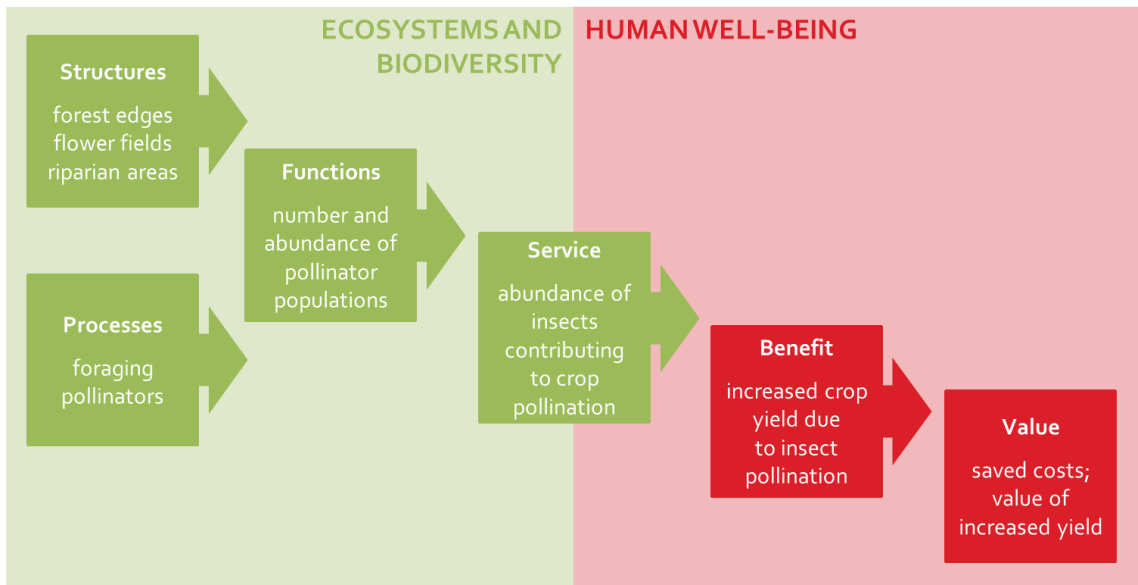 ECOSYSTEMS AND
BIODIVERSITY
HUMAN WELL-BEING
Structures
forest edges
flower fields
riparian areas
Processes
foraging
pollinators
Functions
number and
abundance of
pollinator
populations
Service
abundance of
insects
contributing
to crop
pollination
Benefit
increased crop
yield due
to insect
pollination
Value
saved costs;
value of
increased yield